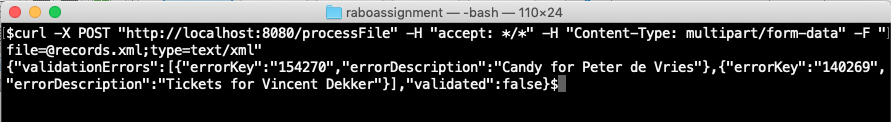 raboassignment — -bash — 110×24
[$curl -X POST "http://localhost:8080/processFile" -H "accept: */*" -H "Content-Type: multipart/form-data" -F "]
file=@records.xml;type=text/xml"
{"validationErrors":[{"errorKey":"154270","errorDescription":"Candy for Peter de Vries"},{"errorKey":"140269",
"errorDescription":"Tickets for Vincent Dekker"}],"validated":false}$